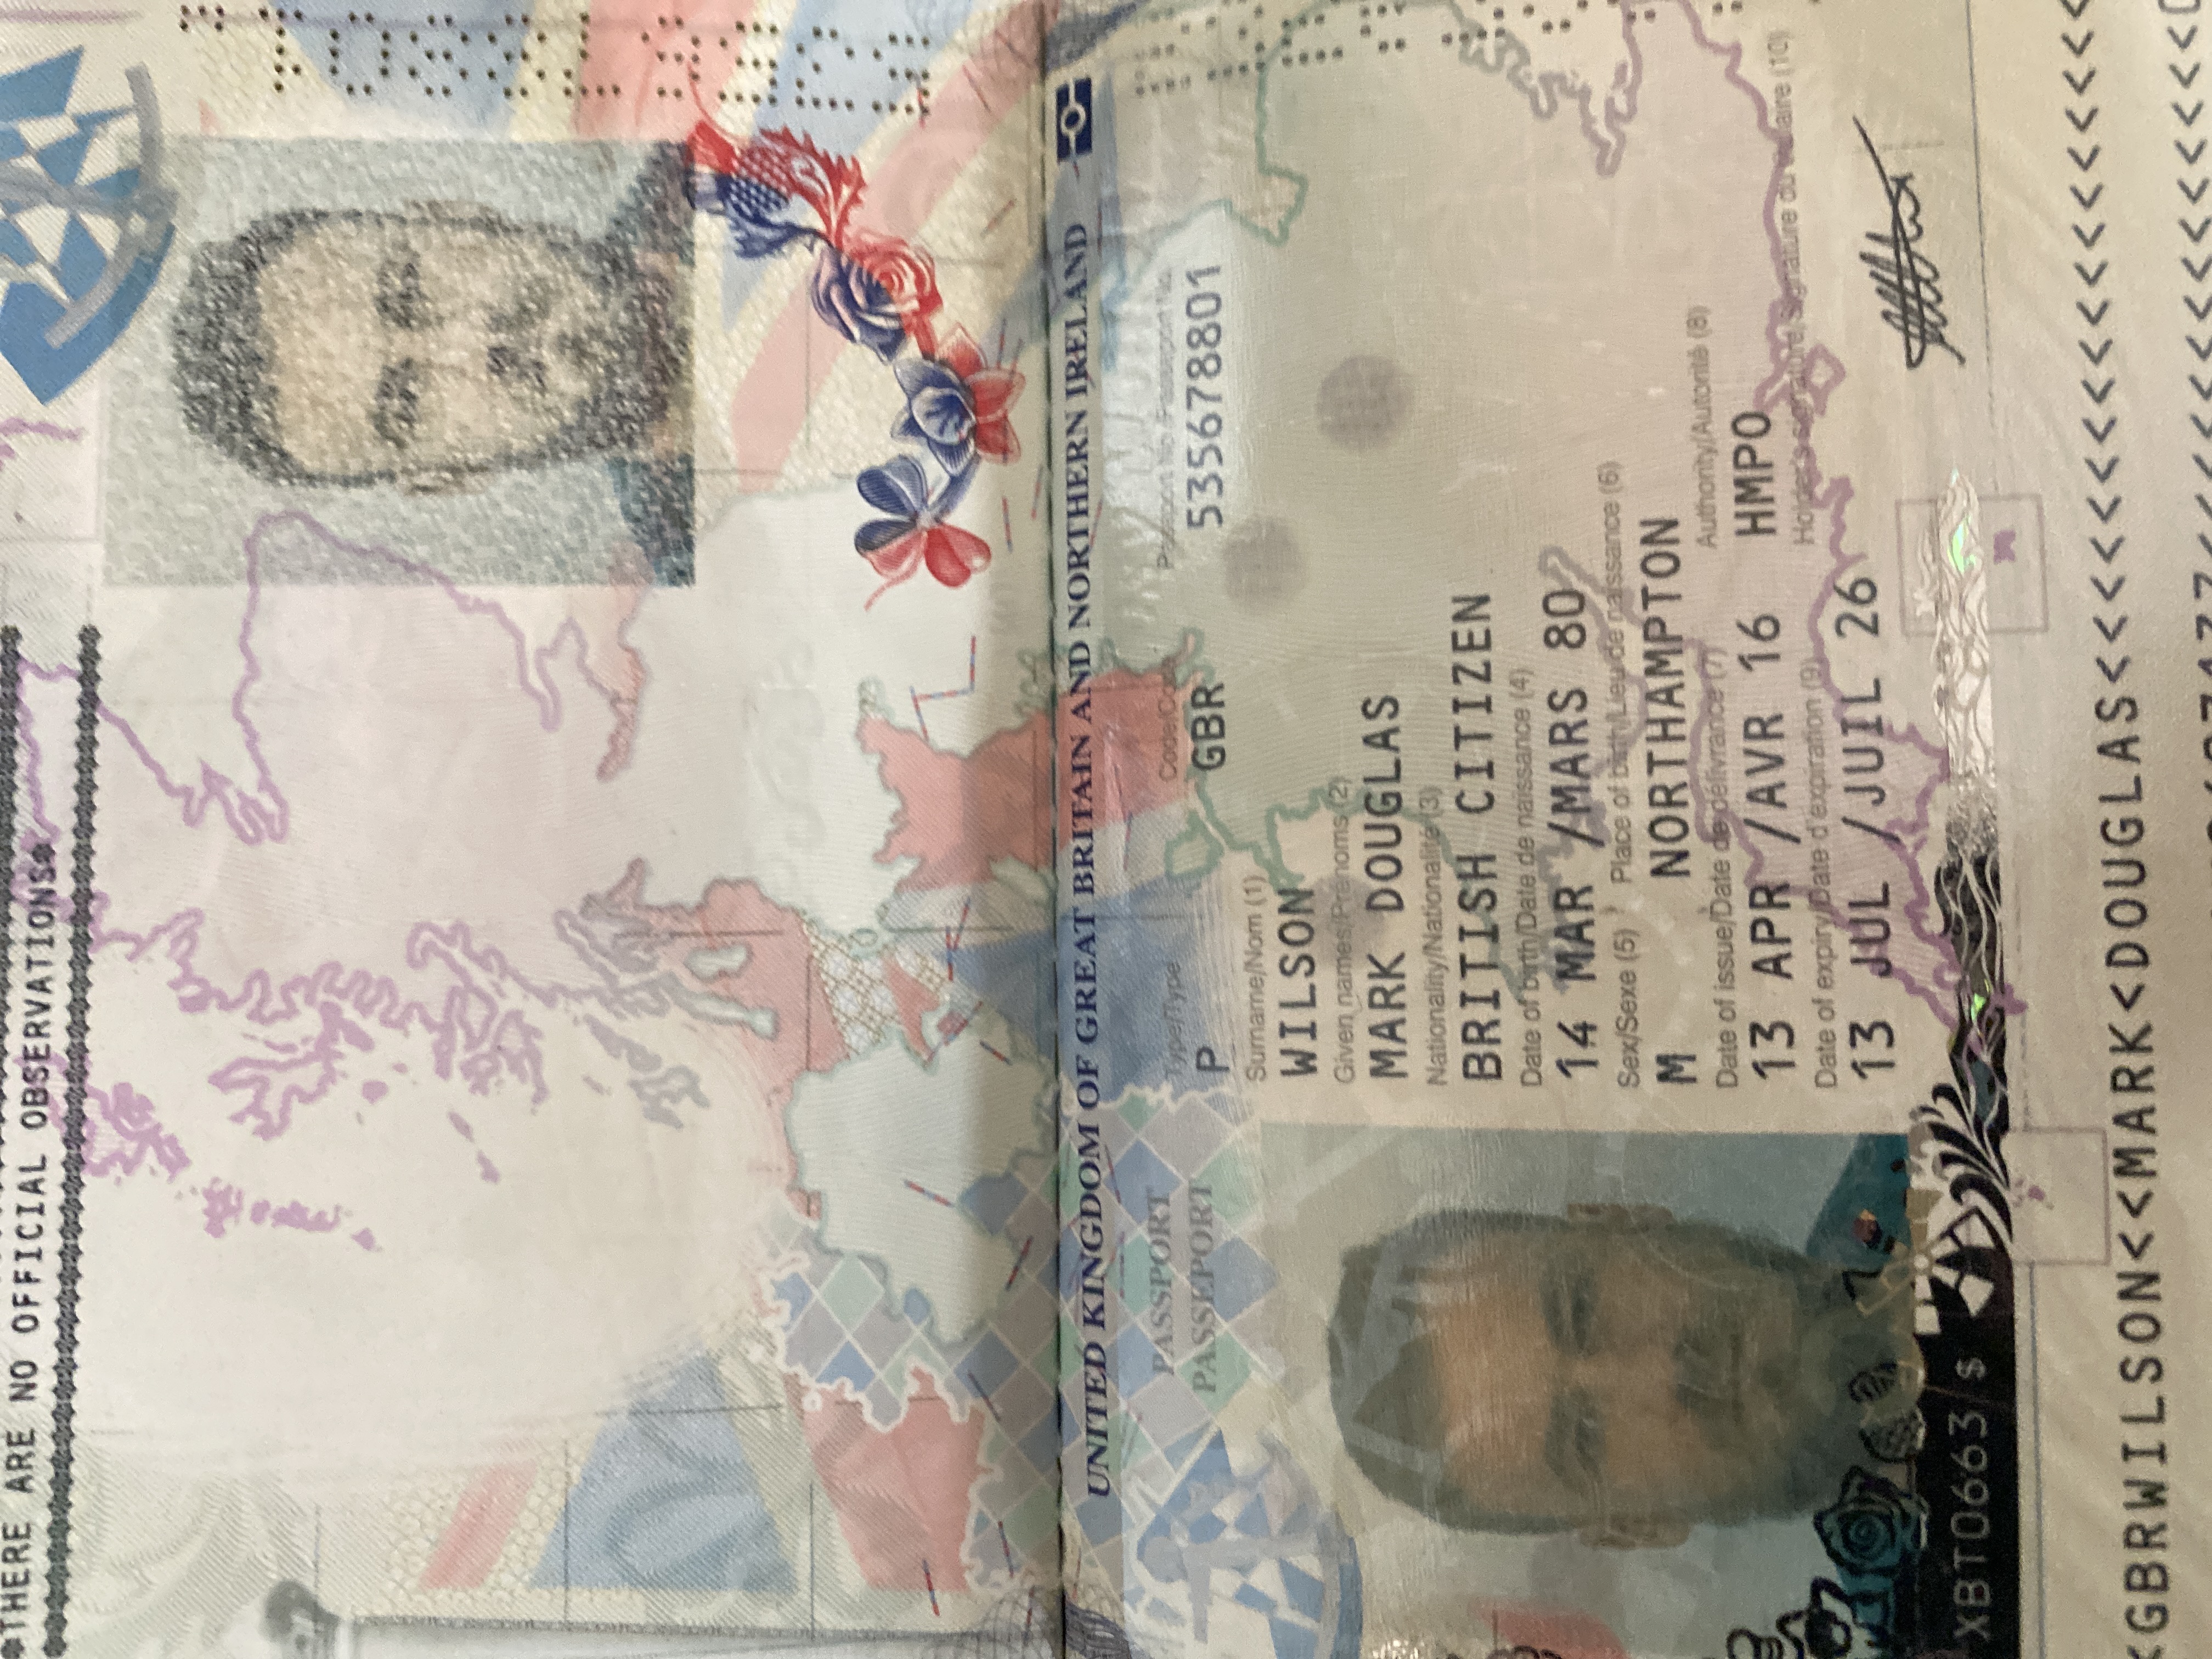 *THERE ARE NO OFFICIAL OBSERVATIONS*
UNITED KINGDOM OF GREAT BRITAIN AND NORTHERN IRELAND
PASSPORT
PASSEPORT
Type/Type
Code/Code
Passport No./Passeport No.
P
GBR
535678801
Surname/Nom (1)
WILSON
Given names/Prénoms (2)
MARK DOUGLAS
Nationality/Nationalité (3)
BRITISH CITIZEN
Date of birth/Date de naissance (4)
14 MAR /MARS 80
Sex/Sexe (5)
Place of birth/Lieu de naissance (6)
M
NORTHAMPTON
Date of issue/Date de délivrance (7)
Authority/Autorité (8)
13 APR /AVR 16
HMPO
Date of expiry/Date d'expiration (9)
Holder's signature/Signature du titulaire (10)
13 JUL /JUIL 26
XBT0663 $
<GBRWILSON<<MARK<DOUGLAS<<<<<<<<<<<<<<<<<<